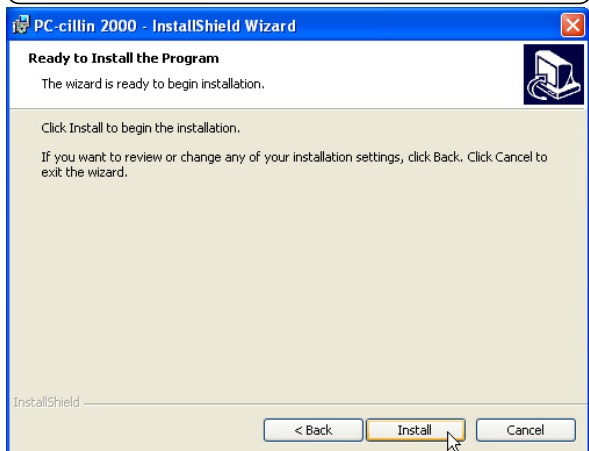 PC-cillin 2000 - InstallShield Wizard
Ready to Install the Program
The wizard is ready to begin installation.
Click Install to begin the installation.
If you want to review or change any of your installation settings, click Back. Click Cancel to
exit the wizard.
InstallShield
< Back Install Cancel